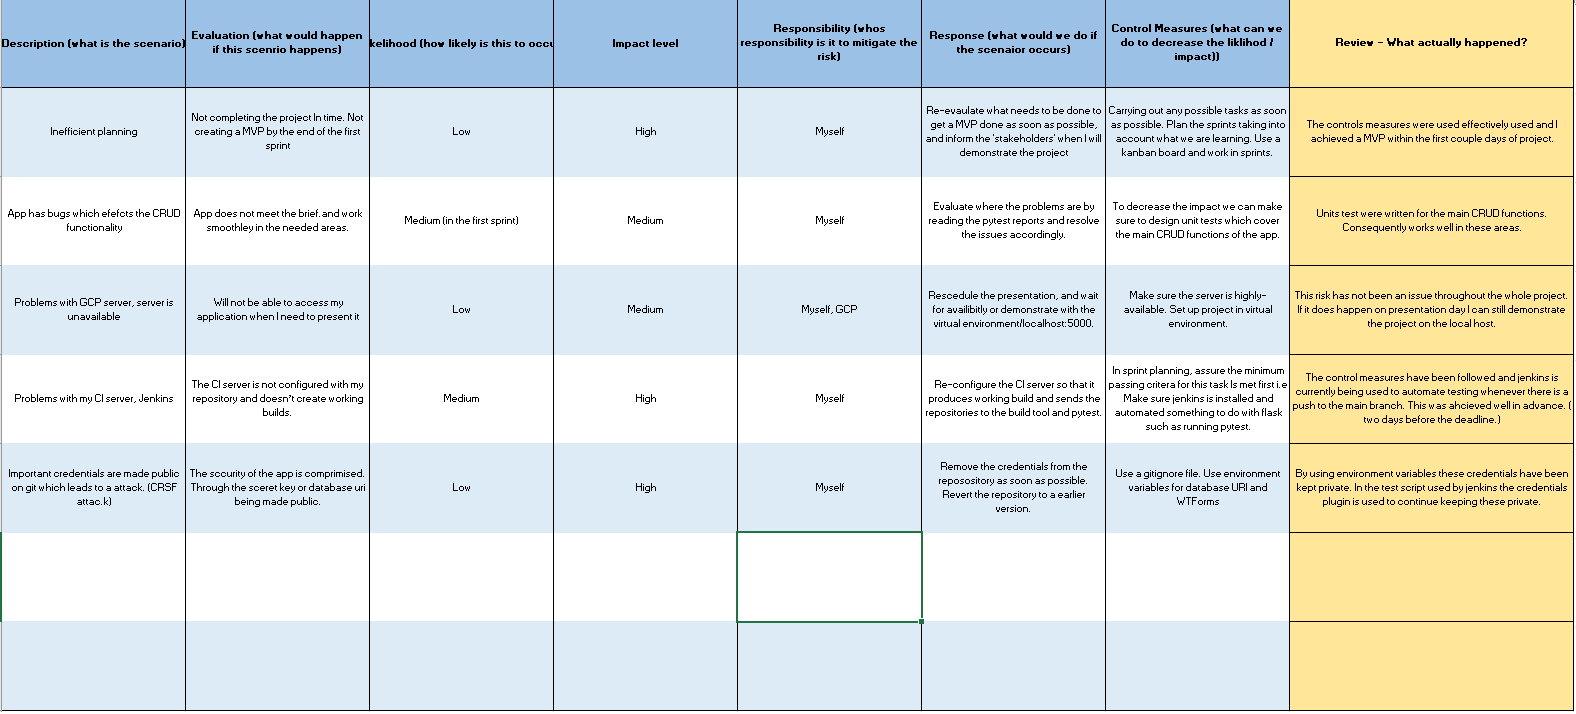 Description (what is the scenario)
Evaluation (what would happen
if this scenrio happens)
kelihood (how likely is this to occu
Impact level
Responsibility (whos
responsibility is it to mitigate the
risk)
Response (what would we do if
the scenaior occurs)
Control Measures (what can we
do to decrease the liklihod /
impact))
Review - What actually happened?
Inefficient planning
Not completing the project In time. Not
creating a MVP by the end of the first
sprint
Low
High
Myself
Re-evaulate what needs to be done to
get a MVP done as soon as possible,
and inform the 'stakeholders' when I will
demonstrate the project
Carrying out any possible tasks as soon
as possible. Plan the sprints taking into
account what we are learning. Use a
kanban board and work in sprints.
The controls measures were used effectively used and I
achieved a MVP within the first couple days of project.
App has bugs which efefcts the CRUD
functionality
App does not meet the brief. and work
smoothley in the needed areas.
Medium (in the first sprint)
Medium
Myself
Evaluate where the problems are by
reading the pytest reports and resolve
the issues accordingly.
To decrease the impact we can make
sure to design unit tests which cover
the main CRUD functions of the app.
Units test were written for the main CRUD functions.
Consequently works well in these areas.
Problems with GCP server, server is
unavailable
Will not be able to access my
application when I need to present it
Low
Medium
Myself, GCP
Rescedule the presentation, and wait
for availibitly or demonstrate with the
virtual environment/localhost:5000.
Make sure the server is highly-
available. Set up project in virtual
environment.
This risk has not been an issue throughout the whole project.
If it does happen on presentation day I can still demonstrate
the project on the local host.
Problems with my CI server, Jenkins
The CI server is not configured with my
repository and doesn't create working
builds.
Medium
High
Myself
Re-configure the CI server so that it
produces working build and sends the
repositories to the build tool and pytest.
In sprint planning, assure the minimum
passing critera for this task Is met first i.e
Make sure jenkins is installed and
automated something to do with flask
such as running pytest.
The control measures have been followed and jenkins is
currently being used to automate testing whenever there is a
push to the main branch. This was ahcieved well in advance. (
two days before the deadline.)
Important credentials are made public
on git which leads to a attack. (CRSF
attac.k)
The sccurity of the app is comprimised.
Through the sceret key or database uri
being made public.
Low
High
Myself
Remove the credentials from the
reposository as soon as possible.
Revert the repository to a earlier
version.
Use a gitignore file. Use environment
variables for database URI and
WTForms
By using environment variables these credentials have been
kept private. In the test script used by jenkins the credentials
plugin is used to continue keeping these private.